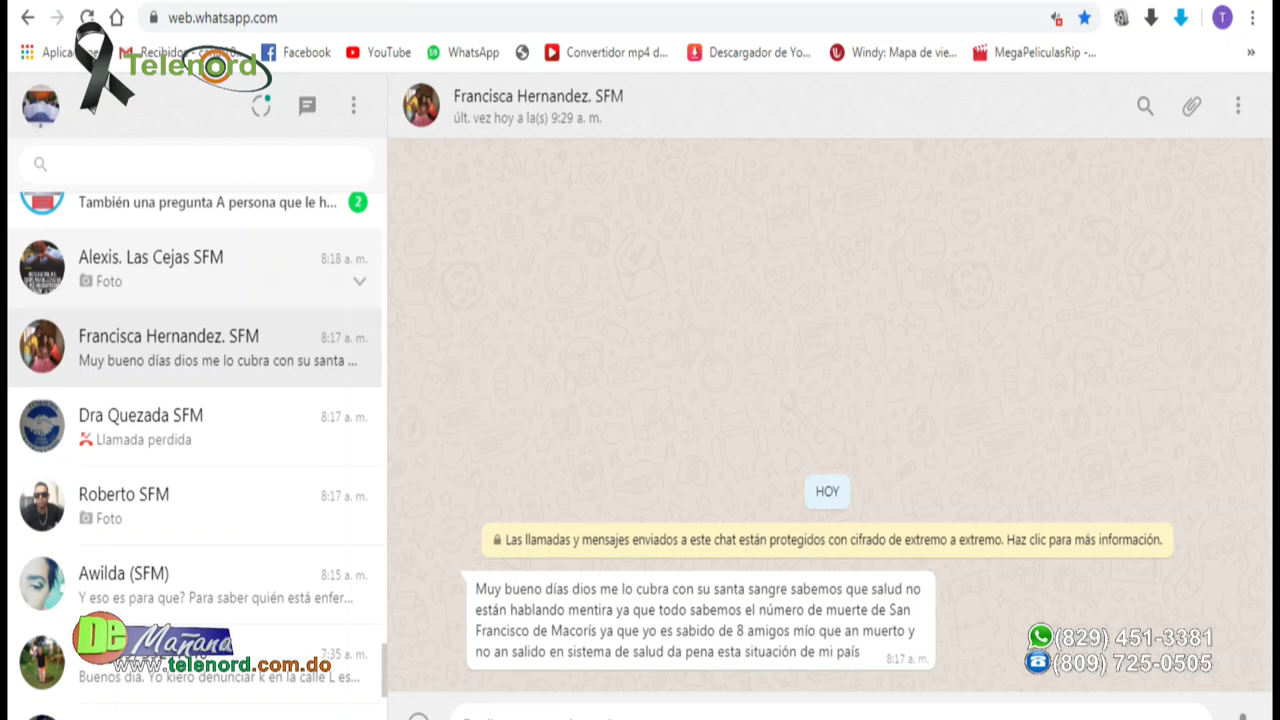 web.whatsapp.com
T
Facebook
YouTube
WhatsApp
Convertidor mp4 d...
Descargador de Yo...
Windy: Mapa de vie...
MegaPeliculasRip -...
»
Telenord
Francisca Hernandez. SFM
últ. vez hoy a la(s) 9:29 a. m.
También una pregunta A persona que le h...
2
Alexis. Las Cejas SFM
8:18 a. m.
Foto
Francisca Hernandez. SFM
8:17 a. m.
Muy bueno días dios me lo cubra con su santa ...
Dra Quezada SFM
8:17 a. m.
Llamada perdida
Roberto SFM
8:17 a. m.
Foto
Awilda (SFM)
8:15 a. m.
Y eso es para que? Para saber quién está enfer...
De Mañana
7:35 a. m.
www.telenord.com.do
Buenos día. Yo kiero denunciar k en la calle L es...
HOY
Las llamadas y mensajes enviados a este chat están protegidos con cifrado de extremo a extremo. Haz clic para más información.
Muy bueno días dios me lo cubra con su santa sangre sabemos que salud no
están hablando mentira ya que todo sabemos el número de muerte de San
Francisco de Macorís ya que yo es sabido de 8 amigos mío que an muerto y
no an salido en sistema de salud da pena esta situación de mi país
8:17 a. m.
(829) 451-3381
(809) 725-0505